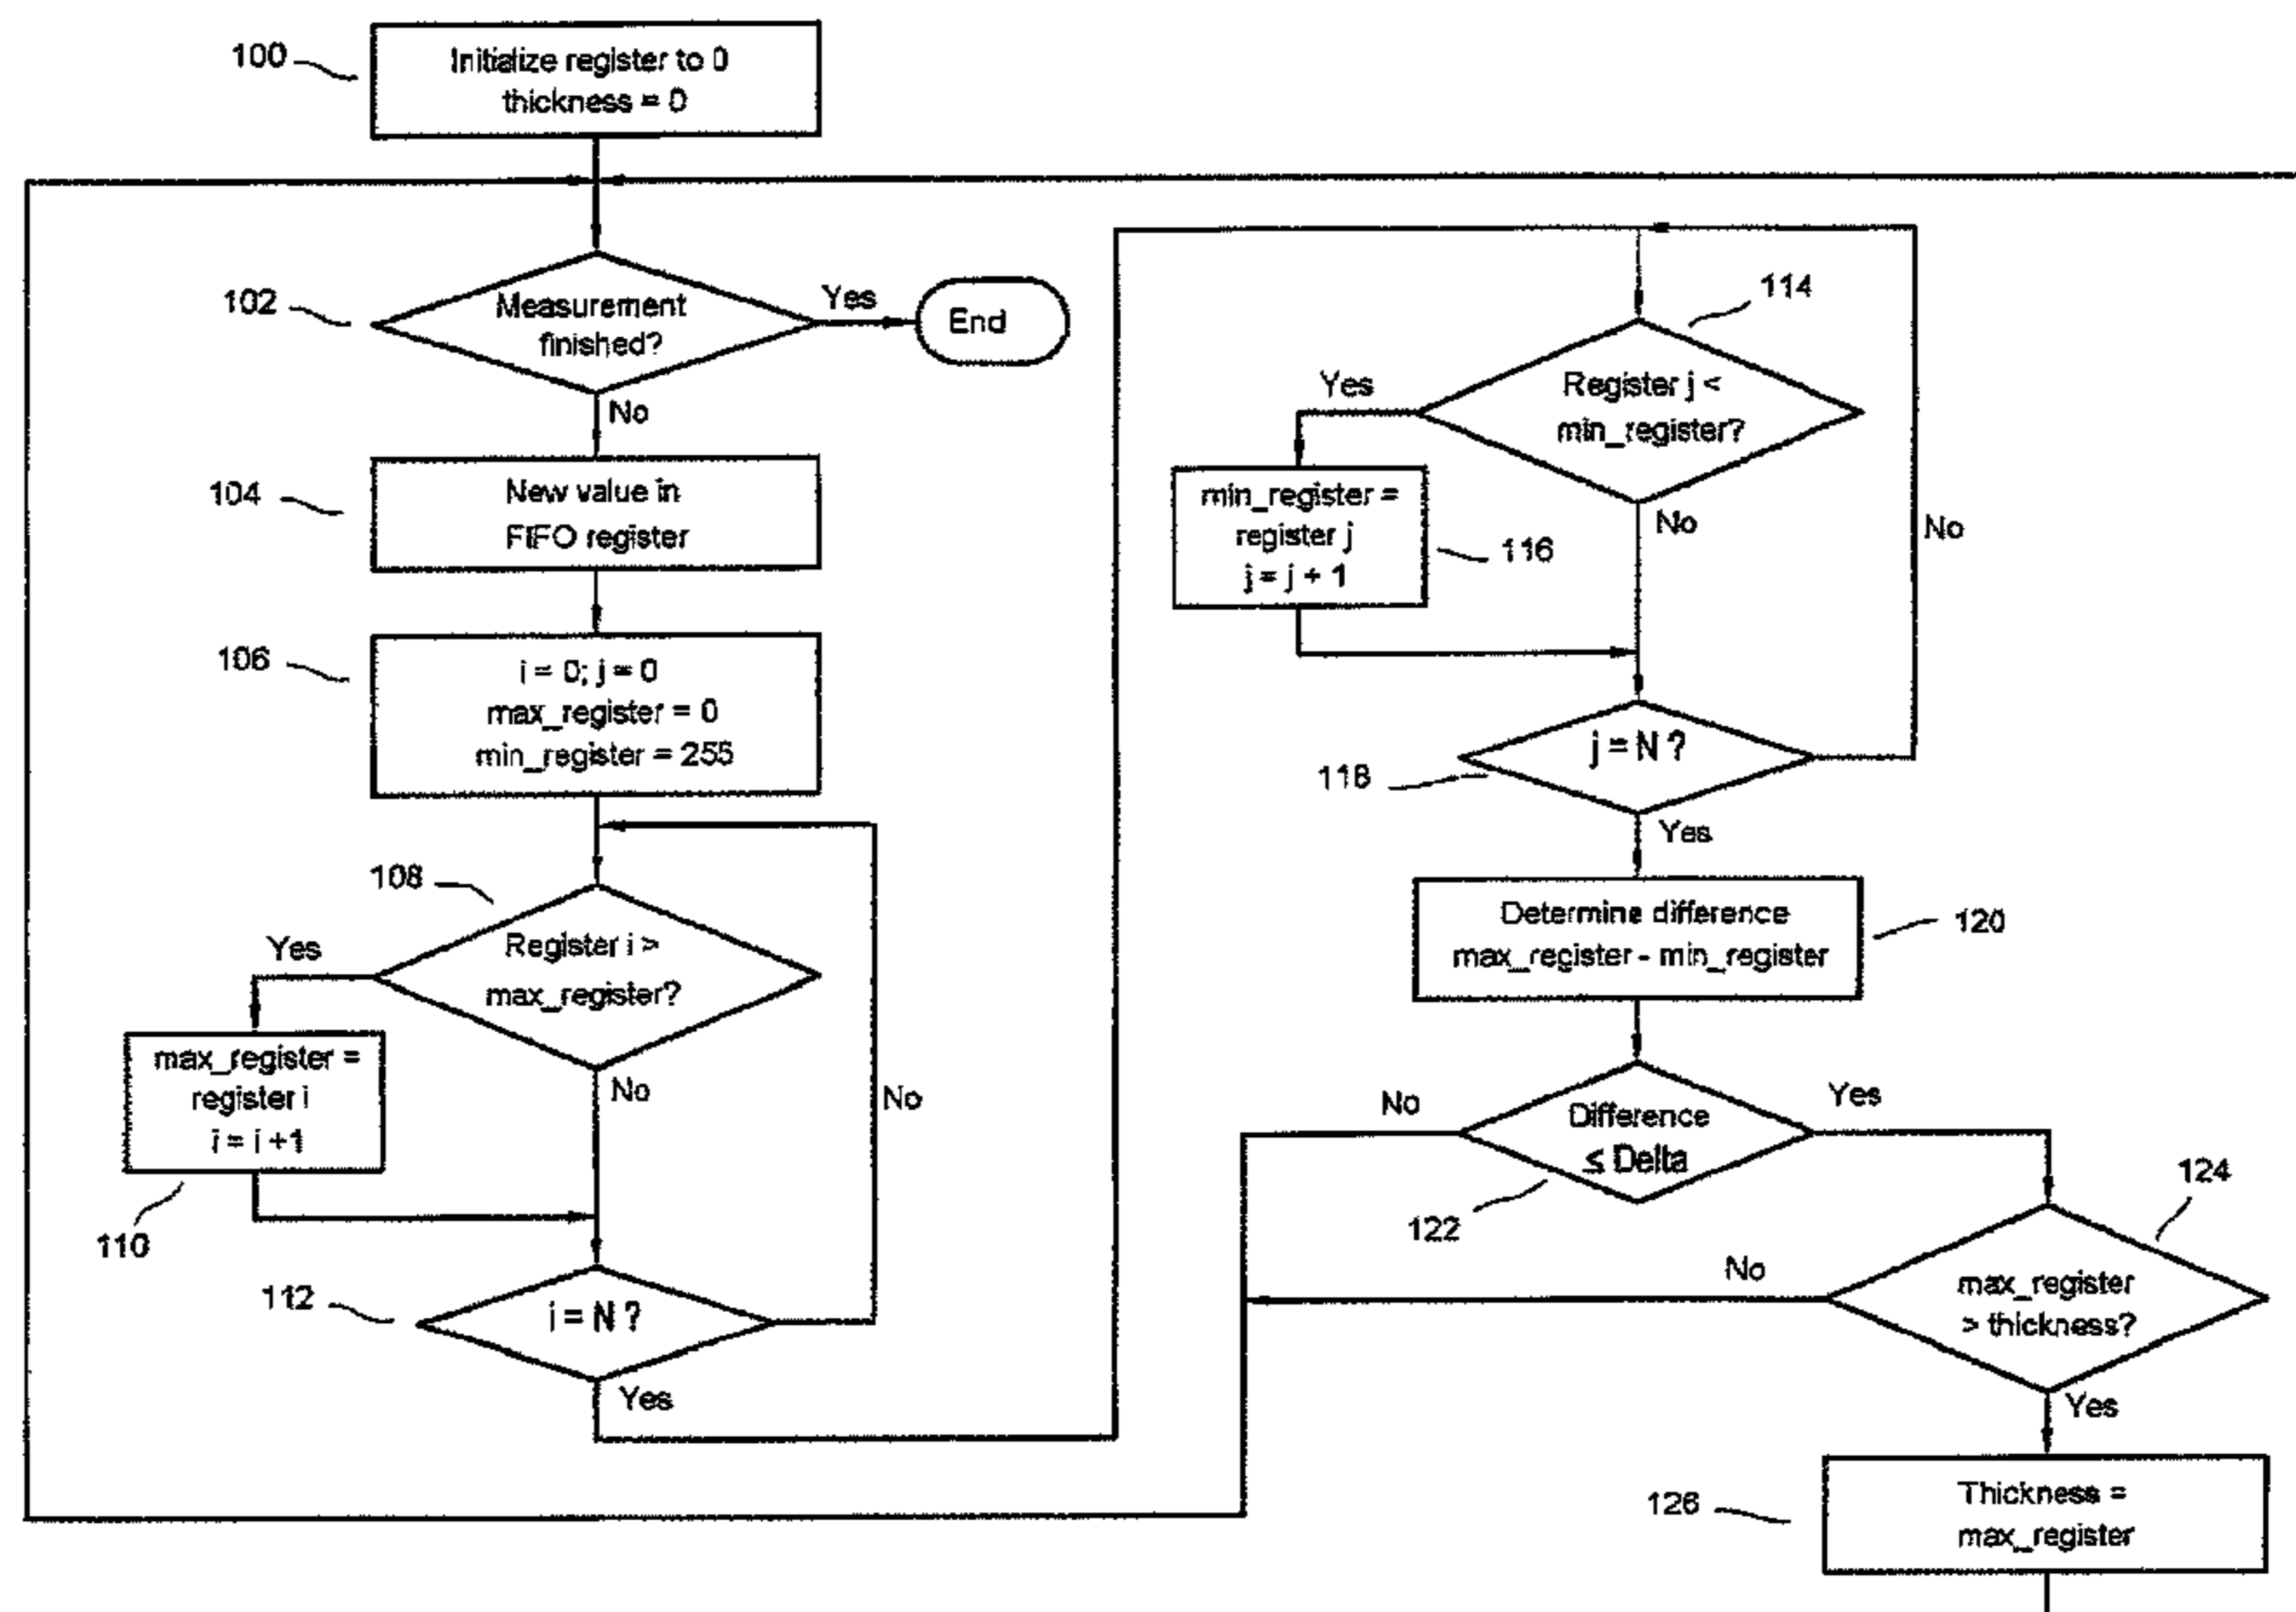 100
Initialize register to 0
thickness = 0
102
Measurement
finished?
Yes
End
No
104
New value in
FIFO register
106
i = 0; j = 0
max_register = 0
min_register = 255
108
Yes
Register i >
max_register?
max_register =
register i
i = i +1
No
No
110
112
i = N ?
Yes
114
Yes
Register j <
min_register?
min_register =
register j
j = j + 1
116
No
No
118
j = N ?
Yes
Determine difference
max_register - min_register
120
No
Difference
≤ Delta
Yes
122
124
No
max_register
> thickness?
Yes
126
Thickness =
max_register